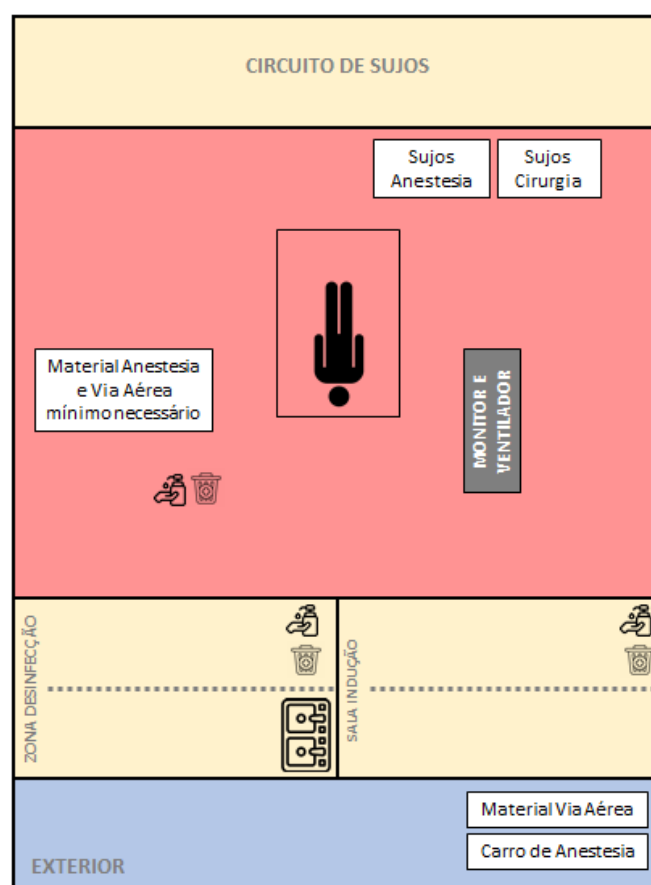 CIRCUITO DE SUJOS
Sujos
Anestesia
Sujos
Cirurgia
Material Anestesia
e Via Aérea
mínimo necessário
MONITOR E
VENTILADOR
ZONA DESINFECÇÃO
SALA INDUÇÃO
Material Via Aérea
Carro de Anestesia
EXTERIOR